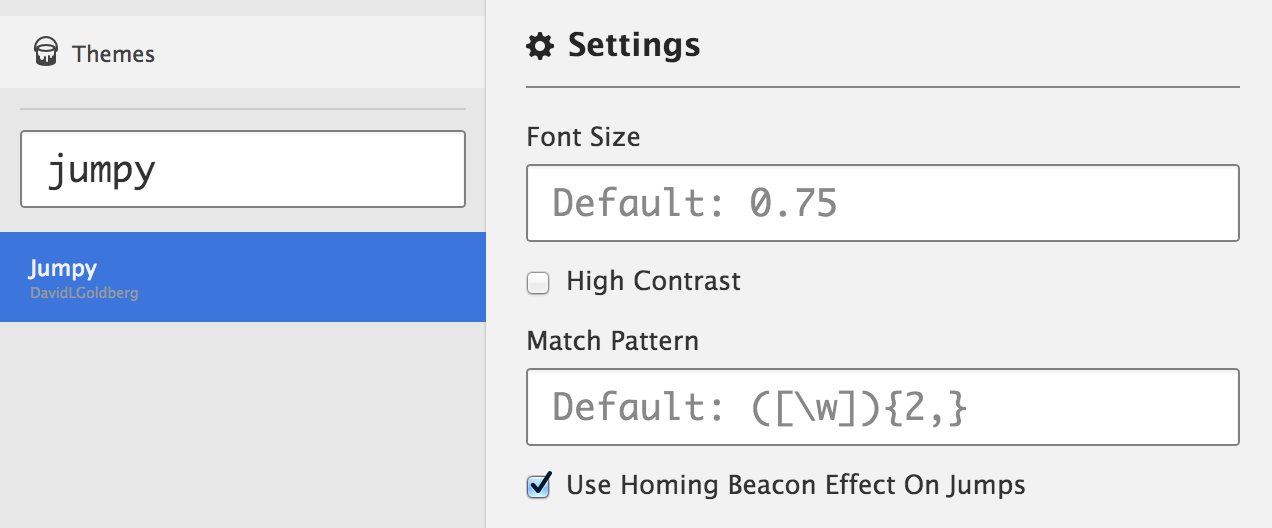 Themes
jumpy
Jumpy
DavidLGoldberg
Settings
Font Size
Default: 0.75
High Contrast
Match Pattern
Default: ([\w]){2,}
Use Homing Beacon Effect On Jumps